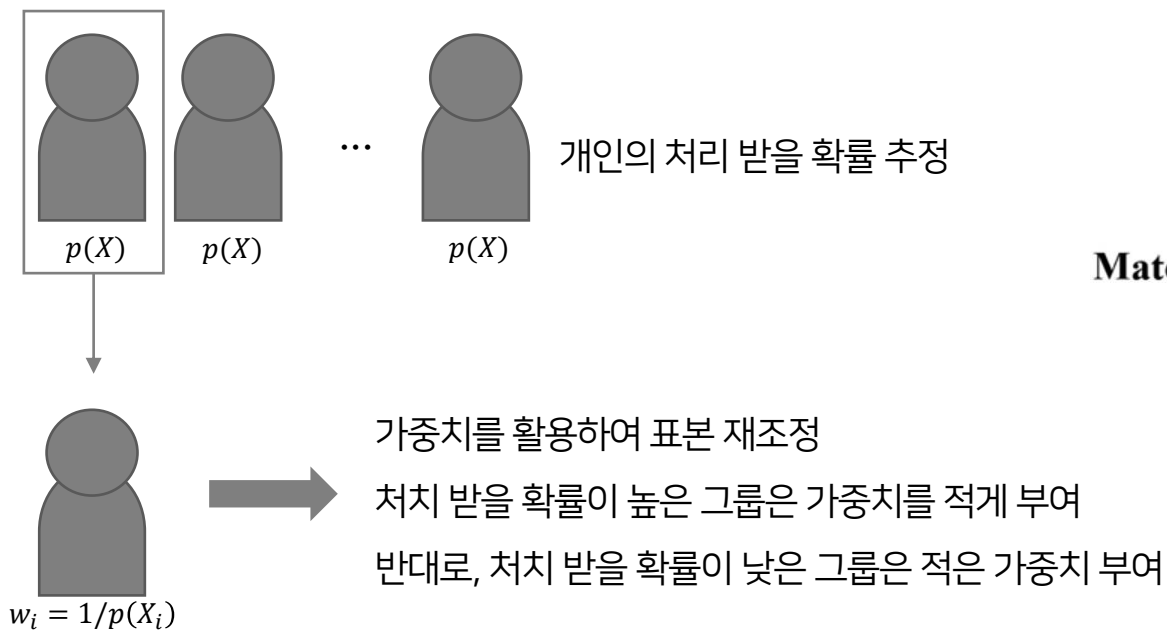 ...
개인의 처리 받을 확률 추정
p(X)
p(X)
p(X)
가중치를 활용하여 표본 재조정
처치 받을 확률이 높은 그룹은 가중치를 적게 부여
반대로, 처치 받을 확률이 낮은 그룹은 적은 가중치 부여
w_i = 1/p(X_i)